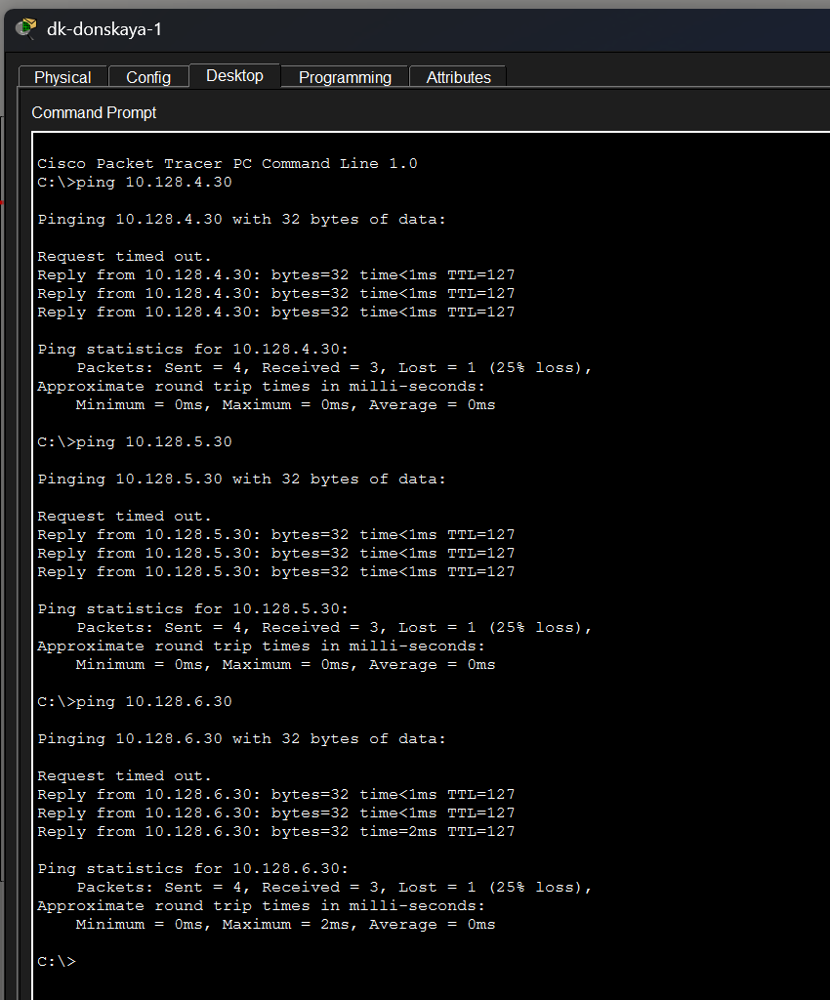 dk-donskaya-1
Physical Config Desktop Programming Attributes
Command Prompt
Cisco Packet Tracer PC Command Line 1.0
C:\>ping 10.128.4.30
Pinging 10.128.4.30 with 32 bytes of data:
Request timed out.
Reply from 10.128.4.30: bytes=32 time<1ms TTL=127
Reply from 10.128.4.30: bytes=32 time<1ms TTL=127
Reply from 10.128.4.30: bytes=32 time<1ms TTL=127
Ping statistics for 10.128.4.30:
    Packets: Sent = 4, Received = 3, Lost = 1 (25% loss),
Approximate round trip times in milli-seconds:
    Minimum = 0ms, Maximum = 0ms, Average = 0ms
C:\>ping 10.128.5.30
Pinging 10.128.5.30 with 32 bytes of data:
Request timed out.
Reply from 10.128.5.30: bytes=32 time<1ms TTL=127
Reply from 10.128.5.30: bytes=32 time<1ms TTL=127
Reply from 10.128.5.30: bytes=32 time<1ms TTL=127
Ping statistics for 10.128.5.30:
    Packets: Sent = 4, Received = 3, Lost = 1 (25% loss),
Approximate round trip times in milli-seconds:
    Minimum = 0ms, Maximum = 0ms, Average = 0ms
C:\>ping 10.128.6.30
Pinging 10.128.6.30 with 32 bytes of data:
Request timed out.
Reply from 10.128.6.30: bytes=32 time<1ms TTL=127
Reply from 10.128.6.30: bytes=32 time<1ms TTL=127
Reply from 10.128.6.30: bytes=32 time=2ms TTL=127
Ping statistics for 10.128.6.30:
    Packets: Sent = 4, Received = 3, Lost = 1 (25% loss),
Approximate round trip times in milli-seconds:
    Minimum = 0ms, Maximum = 2ms, Average = 0ms
C:\>